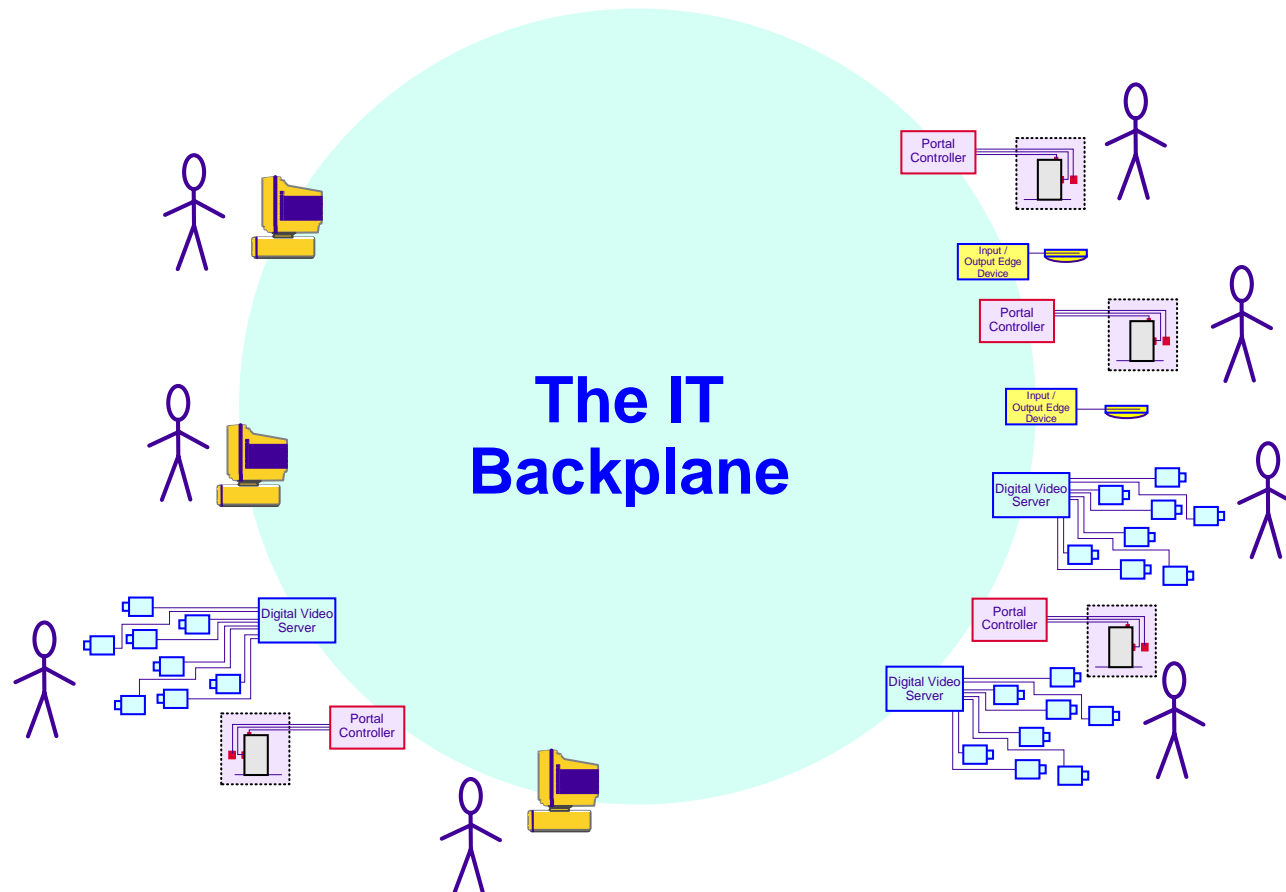 Portal
Controller
Input /
Output Edge
Device
Portal
Controller
The IT
Backplane
Input /
Output Edge
Device
Digital Video
Server
Digital Video
Server
Portal
Controller
Digital Video
Server
Portal
Controller